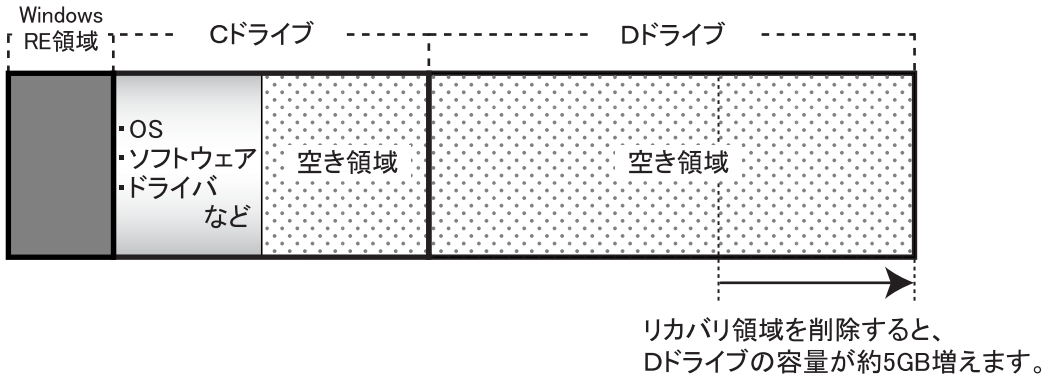 Windows
RE領域
Cドライブ
Dドライブ
・OS
・ソフトウェア
・ドライバ
など
空き領域
空き領域
リカバリ領域を削除すると、
Dドライブの容量が約5GB増えます。